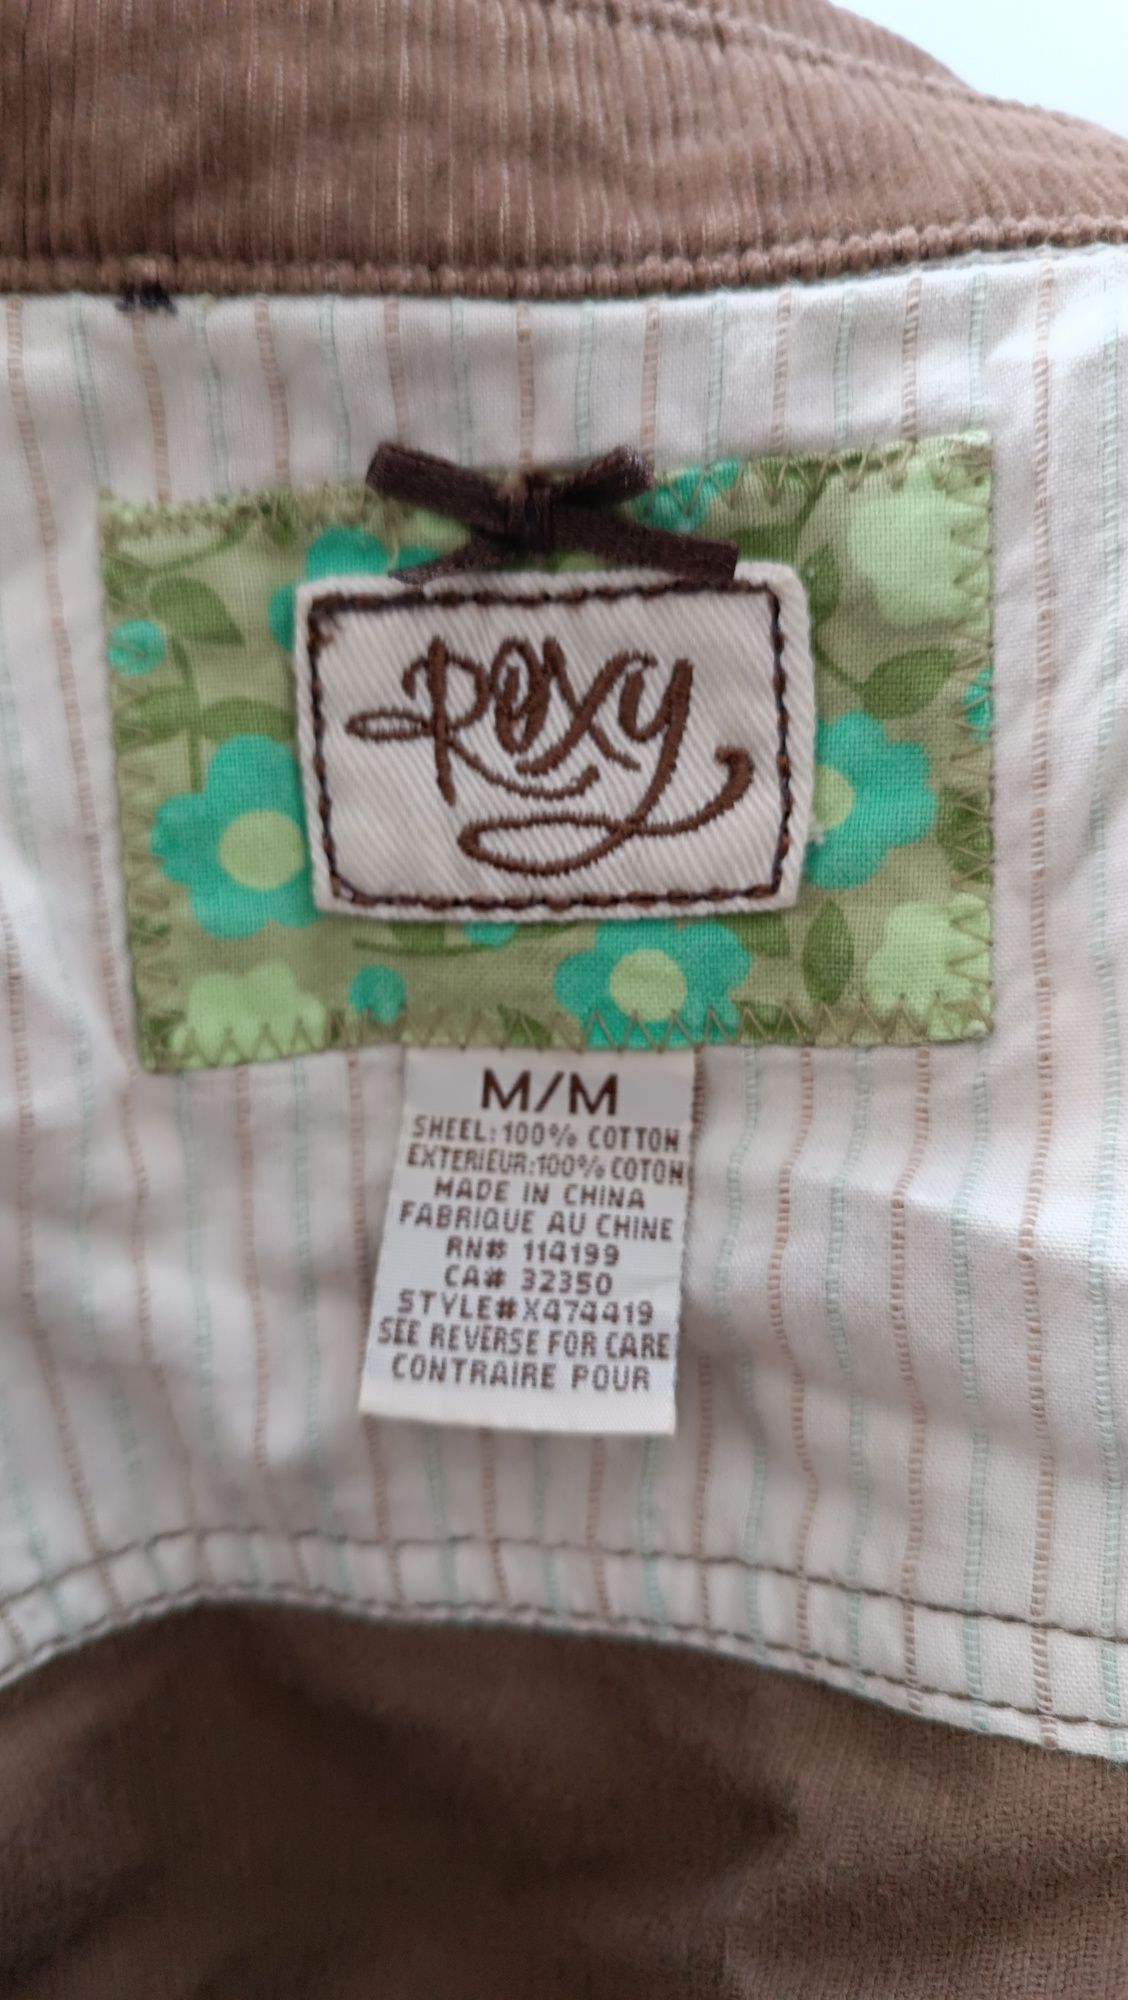 Roxy
M/M
SHEEL: 100% COTTON
EXTERIEUR:100% COTON
MADE IN CHINA
FABRIQUE AU CHINE
RN# 114199
CA# 32350
STYLE#X474419
SEE REVERSE FOR CARE
CONTRAIRE POUR